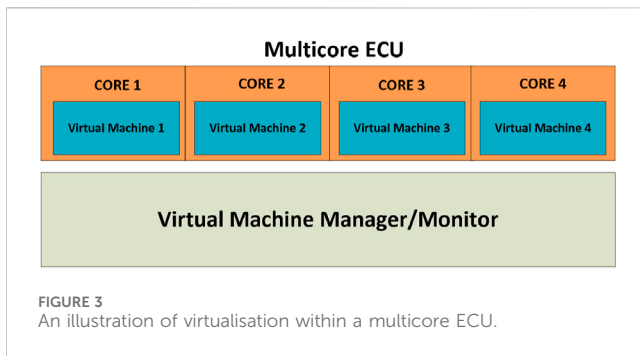 Multicore ECU
CORE 1
CORE 2
CORE 3
CORE 4
Virtual Machine 1
Virtual Machine 2
Virtual Machine 3
Virtual Machine 4
Virtual Machine Manager/Monitor
FIGURE 3
An illustration of virtualisation within a multicore ECU.